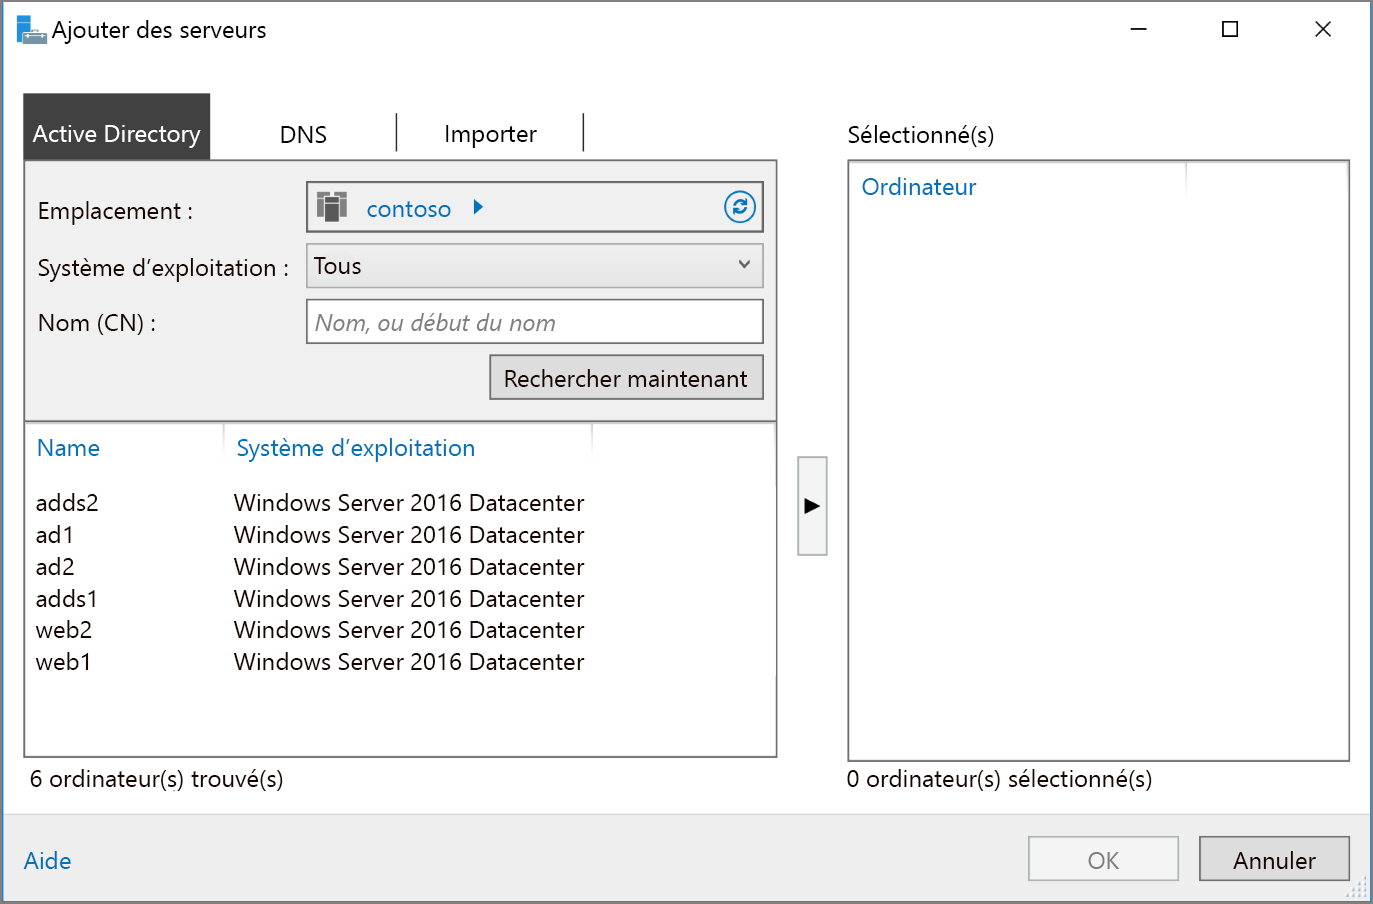 Ajouter des serveurs
Active Directory
DNS
Importer
Sélectionné(s)
Emplacement :
contoso
Système d’exploitation :
Tous
Nom (CN) :
Nom, ou début du nom
Rechercher maintenant
Name Système d’exploitation
adds2 Windows Server 2016 Datacenter
ad1 Windows Server 2016 Datacenter
ad2 Windows Server 2016 Datacenter
adds1 Windows Server 2016 Datacenter
web2 Windows Server 2016 Datacenter
web1 Windows Server 2016 Datacenter
6 ordinateur(s) trouvé(s)
Ordinateur
0 ordinateur(s) sélectionné(s)
Aide
OK
Annuler